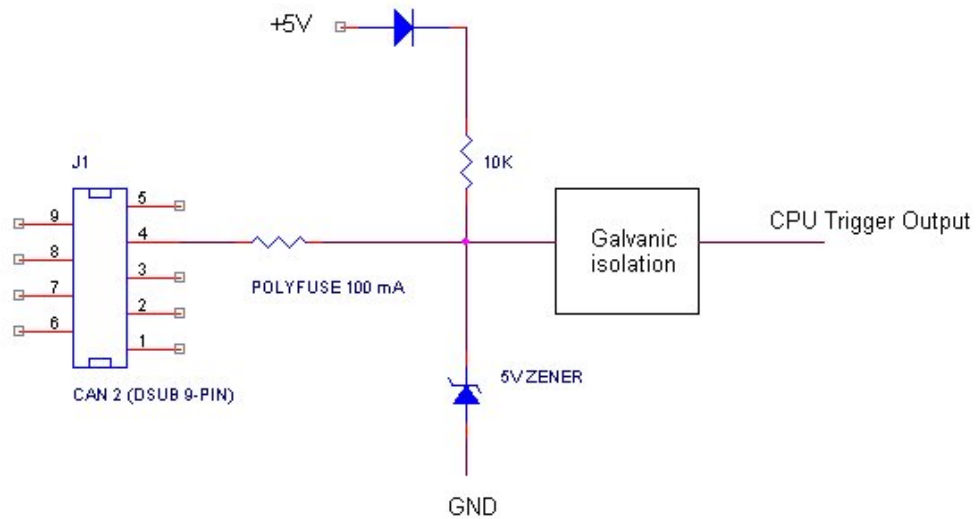 +5V
10K
J1
5
9
4
8
3
7
2
6
1
POLYFUSE 100 mA
Galvanic
isolation
CPU Trigger Output
CAN 2 (DSUB 9-PIN)
5V ZENER
GND